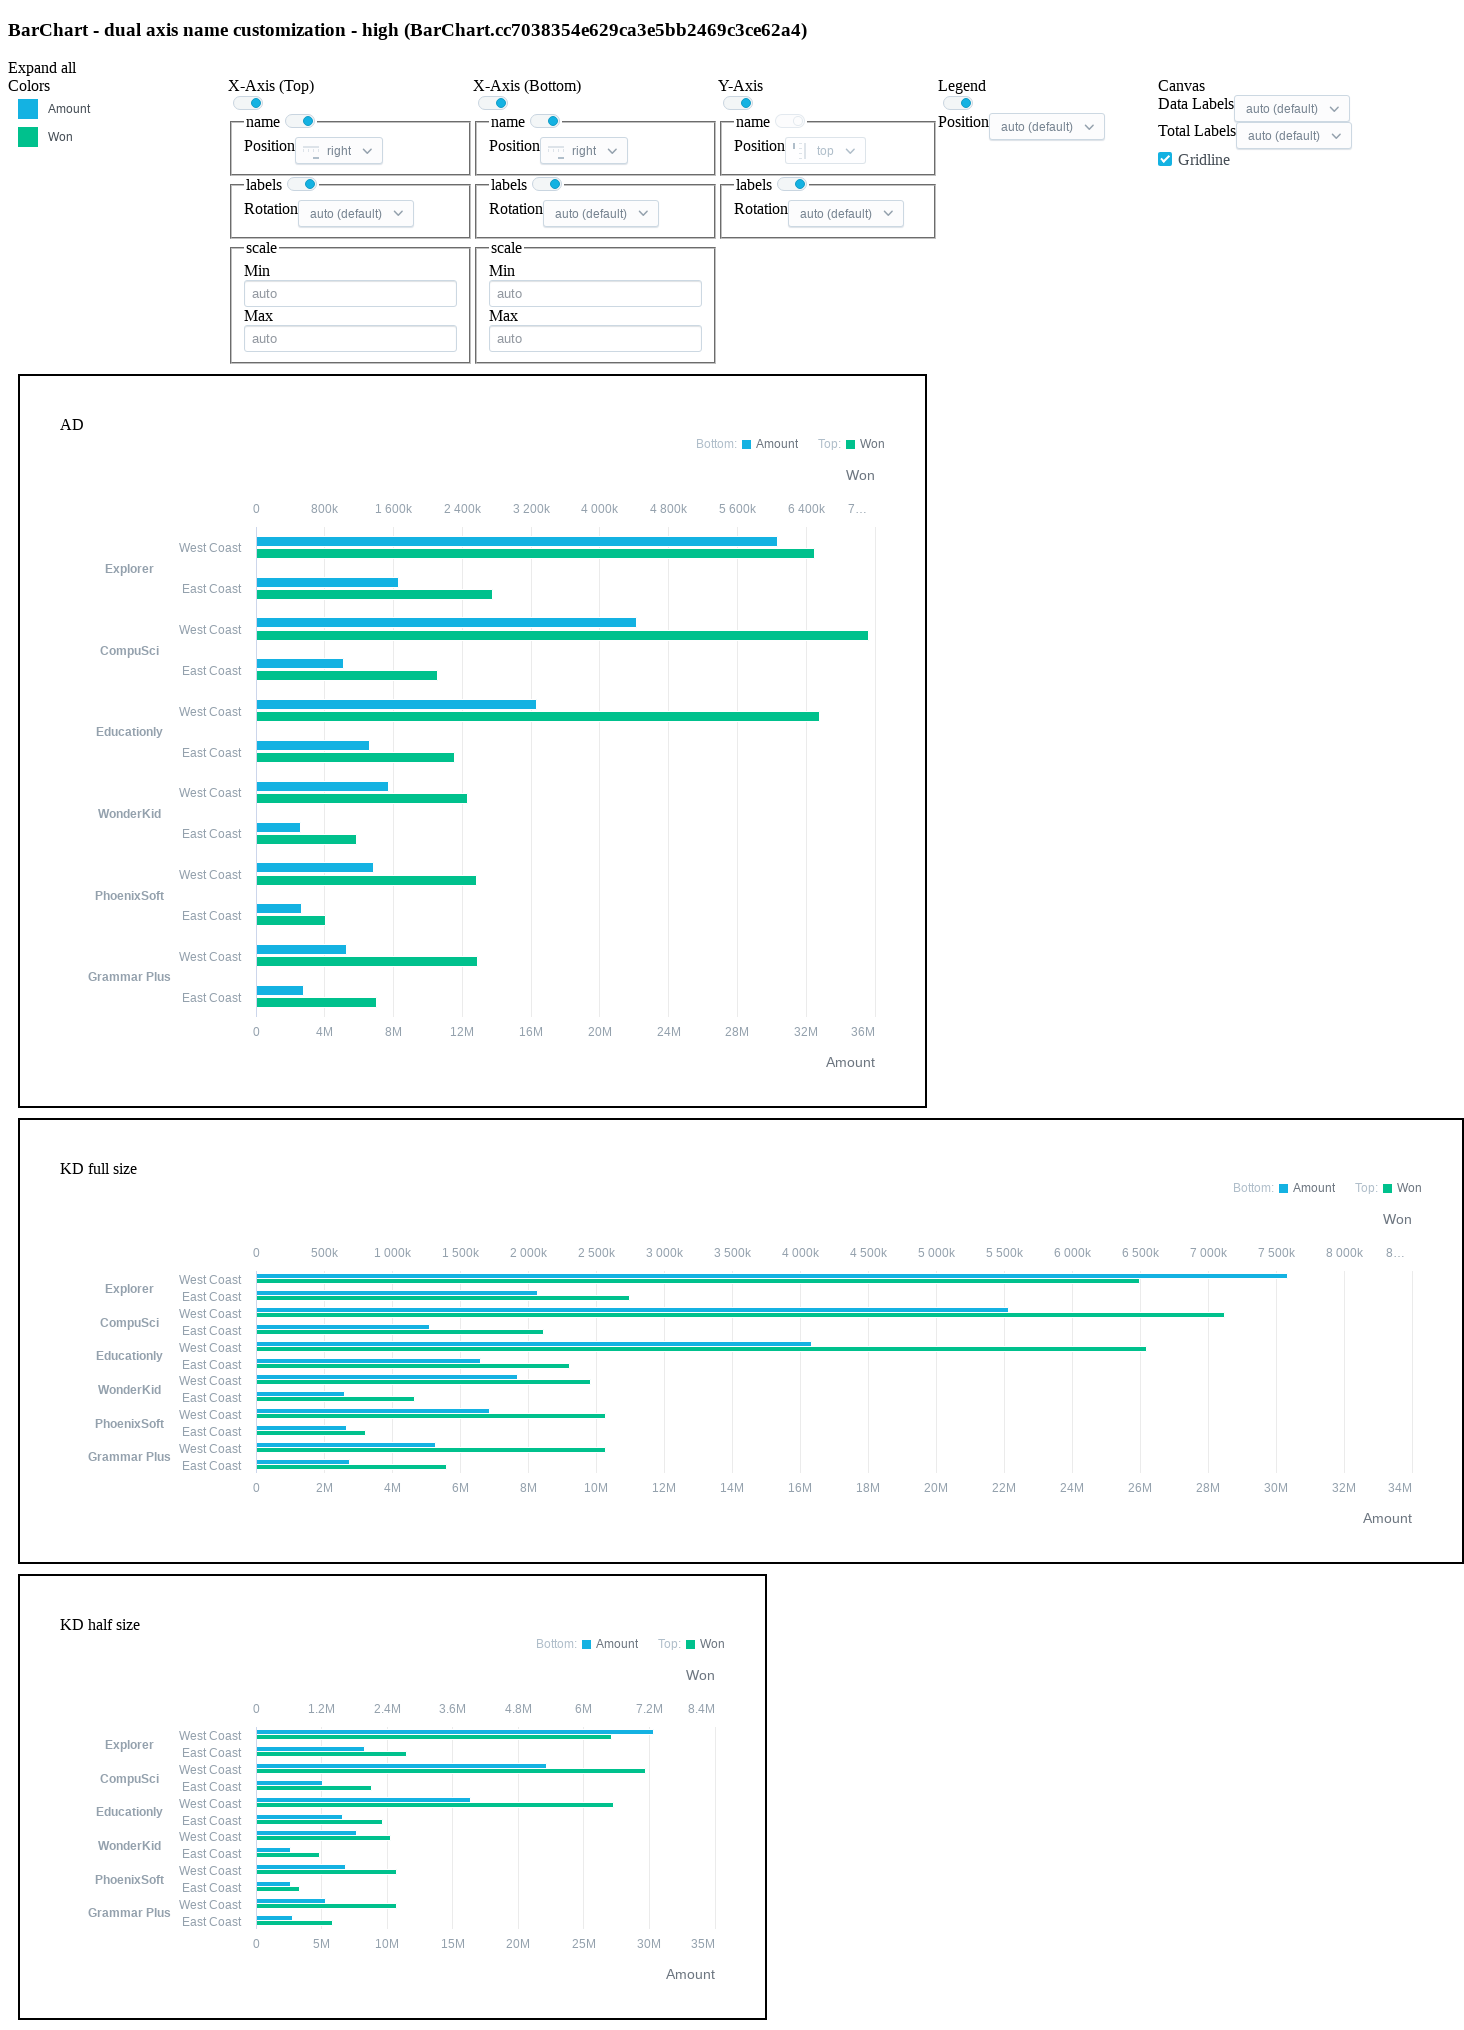 BarChart - dual axis name customization - high (BarChart.cc7038354e629ca3e5bb2469c3ce62a4)
Expand all
Colors
Amount
Won
X-Axis (Top)
name
Position right
labels
Rotation auto (default)
scale
Min
auto
Max
auto
X-Axis (Bottom)
name
Position right
labels
Rotation auto (default)
scale
Min
auto
Max
auto
Y-Axis
name
Position top
labels
Rotation auto (default)
Legend
Position auto (default)
Canvas
Data Labels auto (default)
Total Labels auto (default)
Gridline
AD
Bottom: Amount Top: Won
Won
0 800k 1 600k 2 400k 3 200k 4 000k 4 800k 5 600k 6 400k 7…
Explorer
West Coast
East Coast
CompuSci
West Coast
East Coast
Educationly
West Coast
East Coast
WonderKid
West Coast
East Coast
PhoenixSoft
West Coast
East Coast
Grammar Plus
West Coast
East Coast
0 4M 8M 12M 16M 20M 24M 28M 32M 36M
Amount
KD full size
Bottom: Amount Top: Won
Won
0 500k 1 000k 1 500k 2 000k 2 500k 3 000k 3 500k 4 000k 4 500k 5 000k 5 500k 6 000k 6 500k 7 000k 7 500k 8 000k 8…
Explorer
West Coast
East Coast
CompuSci
West Coast
East Coast
Educationly
West Coast
East Coast
WonderKid
West Coast
East Coast
PhoenixSoft
West Coast
East Coast
Grammar Plus
West Coast
East Coast
0 2M 4M 6M 8M 10M 12M 14M 16M 18M 20M 22M 24M 26M 28M 30M 32M 34M
Amount
KD half size
Bottom: Amount Top: Won
Won
0 1.2M 2.4M 3.6M 4.8M 6M 7.2M 8.4M
Explorer
West Coast
East Coast
CompuSci
West Coast
East Coast
Educationly
West Coast
East Coast
WonderKid
West Coast
East Coast
PhoenixSoft
West Coast
East Coast
Grammar Plus
West Coast
East Coast
0 5M 10M 15M 20M 25M 30M 35M
Amount